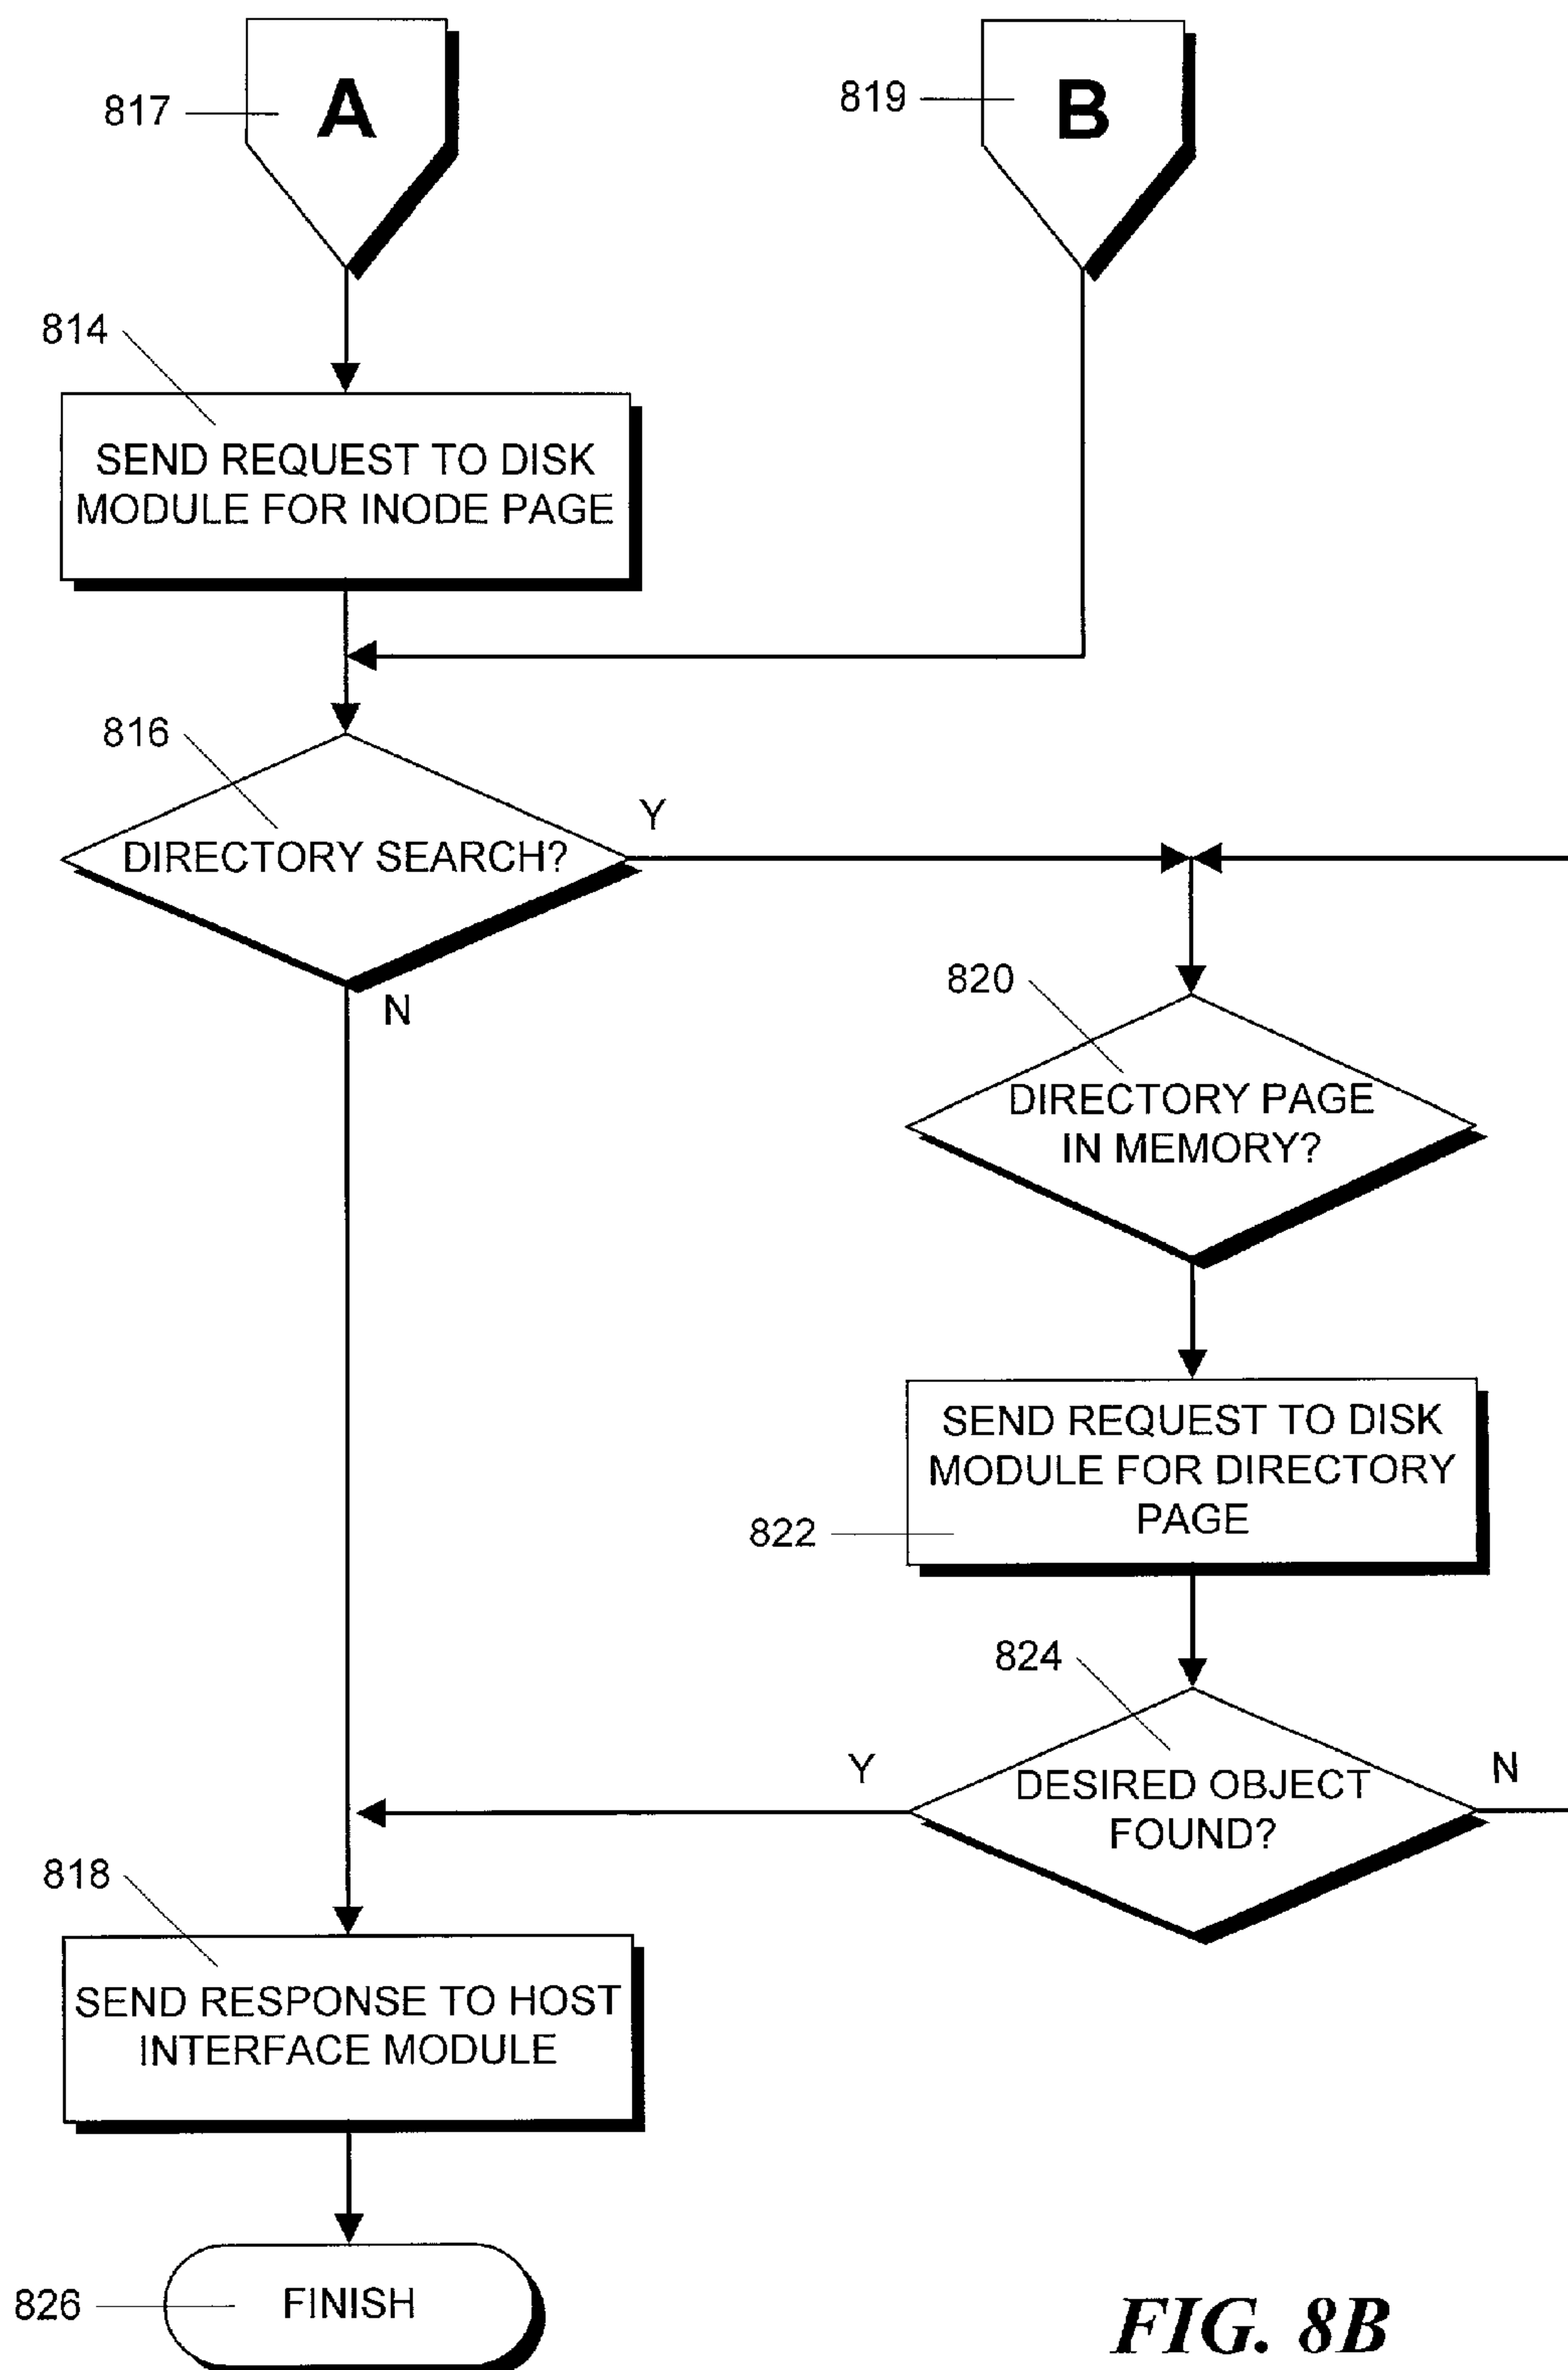 817
A
819
B
814
SEND REQUEST TO DISK
MODULE FOR INODE PAGE
816
DIRECTORY SEARCH?
Y
N
820
DIRECTORY PAGE
IN MEMORY?
SEND REQUEST TO DISK
MODULE FOR DIRECTORY
PAGE
822
824
DESIRED OBJECT
FOUND?
Y
N
818
SEND RESPONSE TO HOST
INTERFACE MODULE
826
FINISH
FIG. 8B